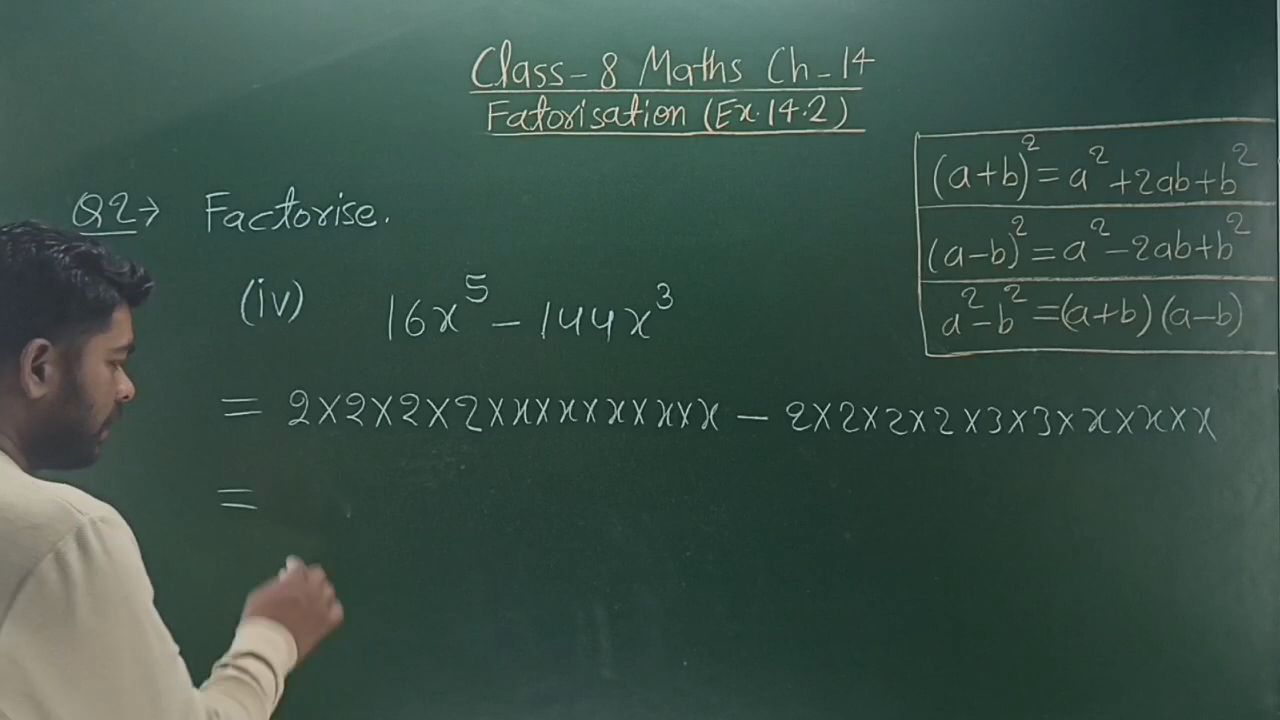 Class-8 Maths Ch-14
Fatorisation (Ex.14.2)
(a+b)²=a²+2ab+b²
(a-b)²=a²-2ab+b²
a²-b²=(a+b)(a-b)
Q2→ Factorise.
(iv) 16x⁵-144x³
= 2×2×2×2×x×x×x×x×x - 2×2×2×2×3×3×x×x×x
=